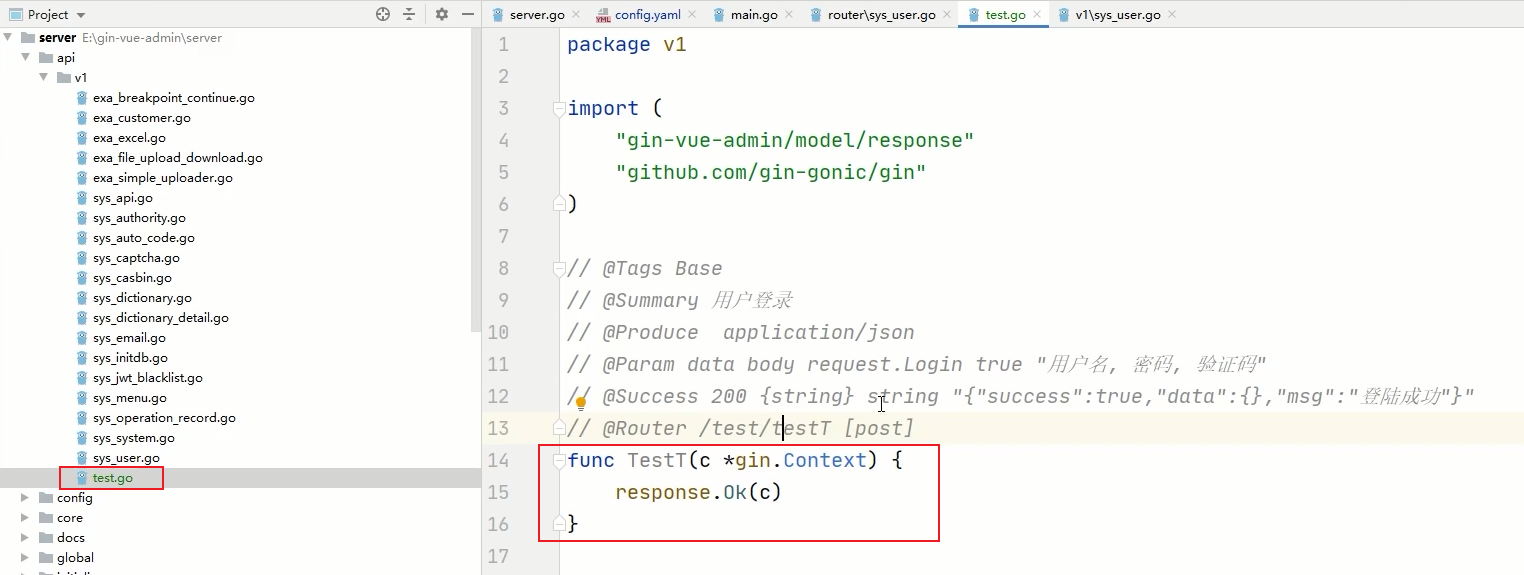 Project
server.go
config.yaml
main.go
router\sys_user.go
test.go
v1\sys_user.go
server E:\gin-vue-admin\server
api
v1
exa_breakpoint_continue.go
exa_customer.go
exa_excel.go
exa_file_upload_download.go
exa_simple_uploader.go
sys_api.go
sys_authority.go
sys_auto_code.go
sys_captcha.go
sys_casbin.go
sys_dictionary.go
sys_dictionary_detail.go
sys_email.go
sys_initdb.go
sys_jwt_blacklist.go
sys_menu.go
sys_operation_record.go
sys_system.go
sys_user.go
test.go
config
core
docs
global
1 package v1
2
3 import (
4 "gin-vue-admin/model/response"
5 "github.com/gin-gonic/gin"
6 )
7
8 // @Tags Base
9 // @Summary 用户登录
10 // @Produce  application/json
11 // @Param data body request.Login true "用户名, 密码, 验证码"
12 // @Success 200 {string} string "{"success":true,"data":{},"msg":"登陆成功"}"
13 // @Router /test/testT [post]
14 func TestT(c *gin.Context) {
15 response.Ok(c)
16 }
17